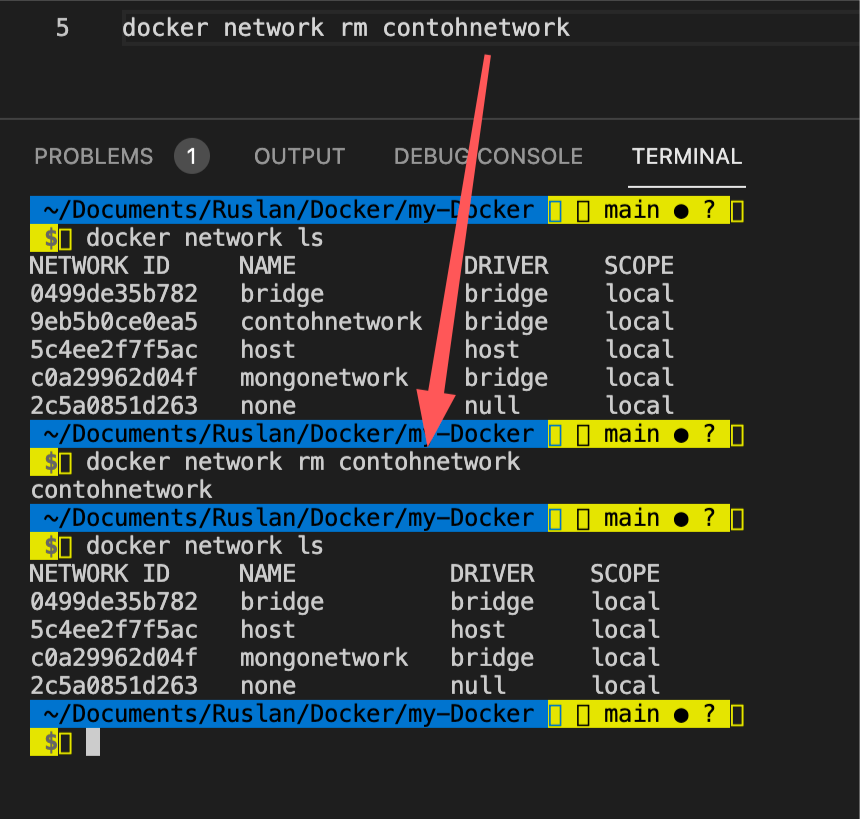 5 docker network rm contohnetwork
PROBLEMS 1 OUTPUT DEBUG CONSOLE TERMINAL
~/Documents/Ruslan/Docker/my-Docker main ● ?
$ docker network ls
NETWORK ID NAME DRIVER SCOPE
0499de35b782 bridge bridge local
9eb5b0ce0ea5 contohnetwork bridge local
5c4ee2f7f5ac host host local
c0a29962d04f mongonetwork bridge local
2c5a0851d263 none null local
~/Documents/Ruslan/Docker/my-Docker main ● ?
$ docker network rm contohnetwork
contohnetwork
~/Documents/Ruslan/Docker/my-Docker main ● ?
$ docker network ls
NETWORK ID NAME DRIVER SCOPE
0499de35b782 bridge bridge local
5c4ee2f7f5ac host host local
c0a29962d04f mongonetwork bridge local
2c5a0851d263 none null local
~/Documents/Ruslan/Docker/my-Docker main ● ?
$